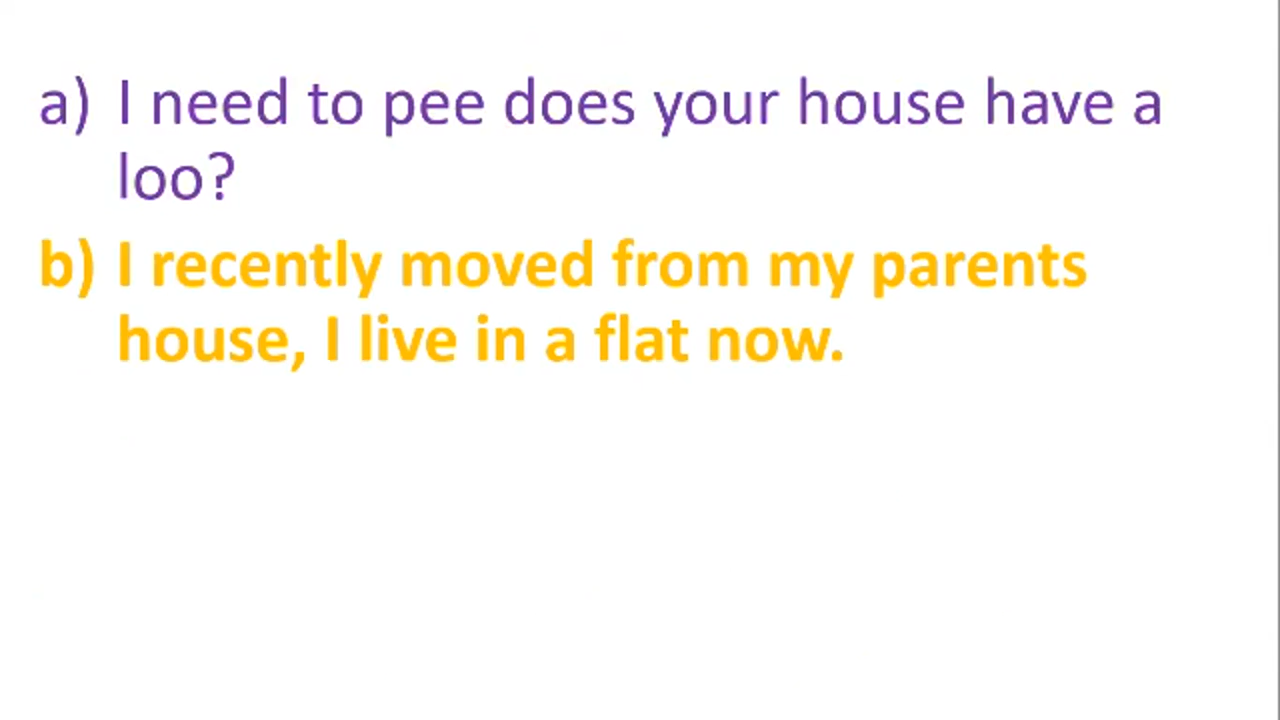 a) I need to pee does your house have a
loo?
b) I recently moved from my parents
house, I live in a flat now.